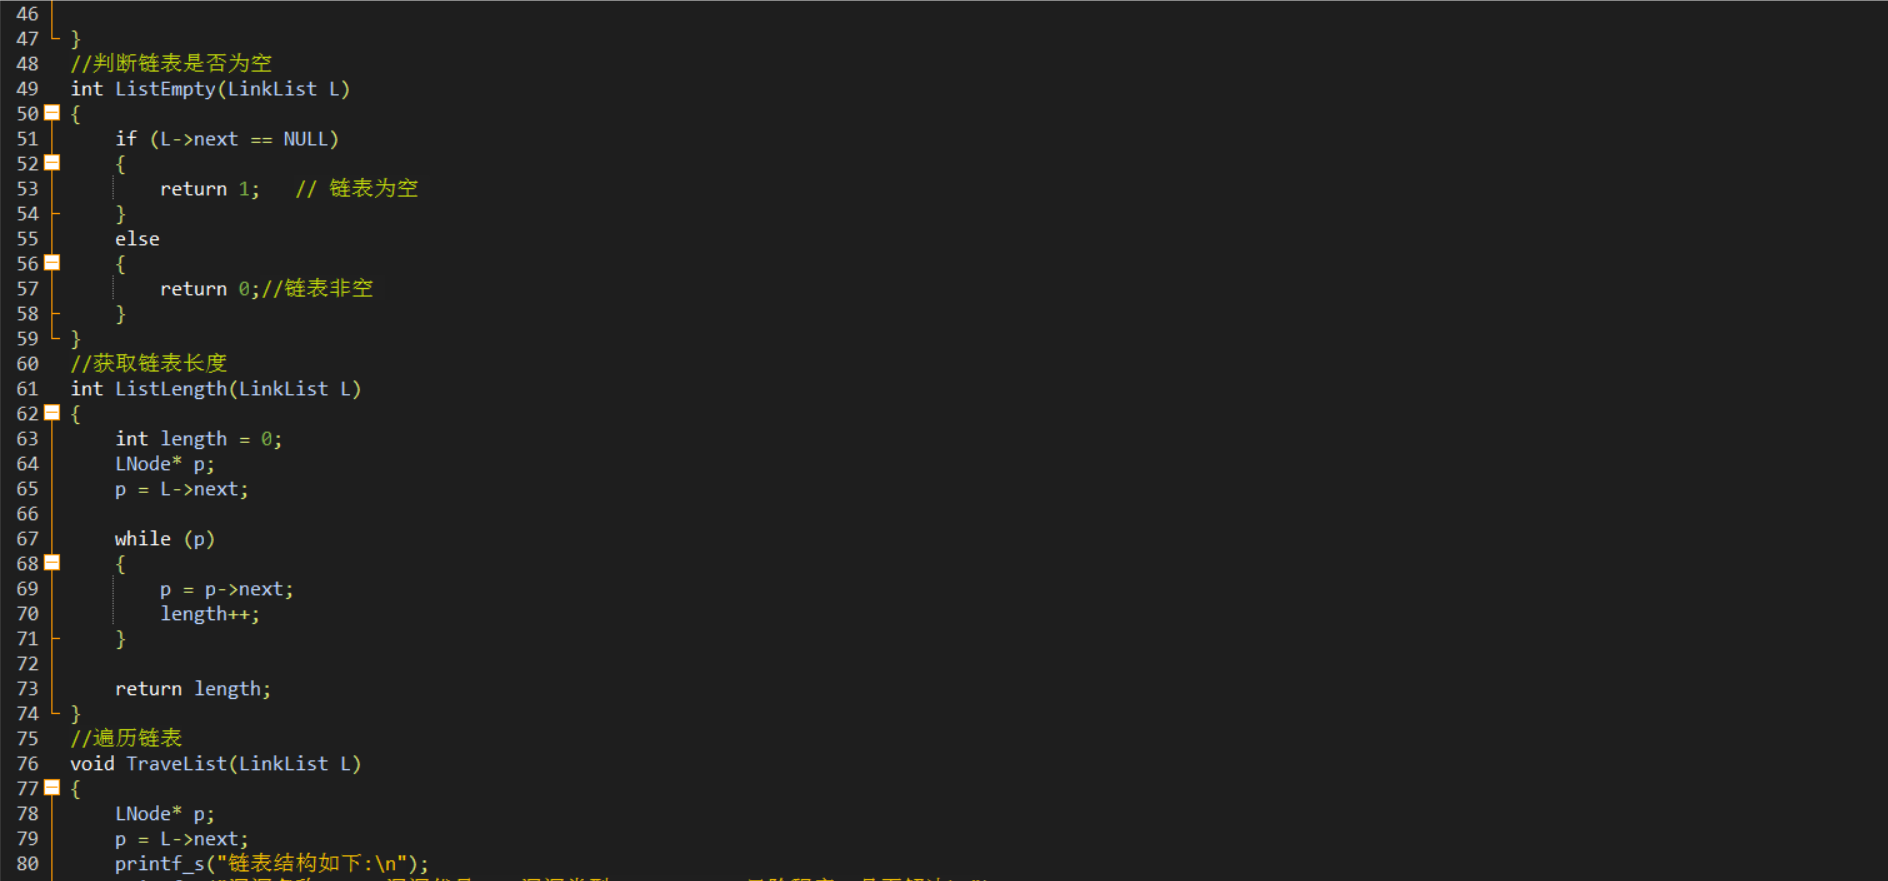 46
47 }
48 //判断链表是否为空
49 int ListEmpty(LinkList L)
50 {
51 if (L->next == NULL)
52 {
53 return 1; // 链表为空
54 }
55 else
56 {
57 return 0;//链表非空
58 }
59 }
60 //获取链表长度
61 int ListLength(LinkList L)
62 {
63 int length = 0;
64 LNode* p;
65 p = L->next;
66
67 while (p)
68 {
69 p = p->next;
70 length++;
71 }
72
73 return length;
74 }
75 //遍历链表
76 void TraveList(LinkList L)
77 {
78 LNode* p;
79 p = L->next;
80 printf_s("链表结构如下:\n");